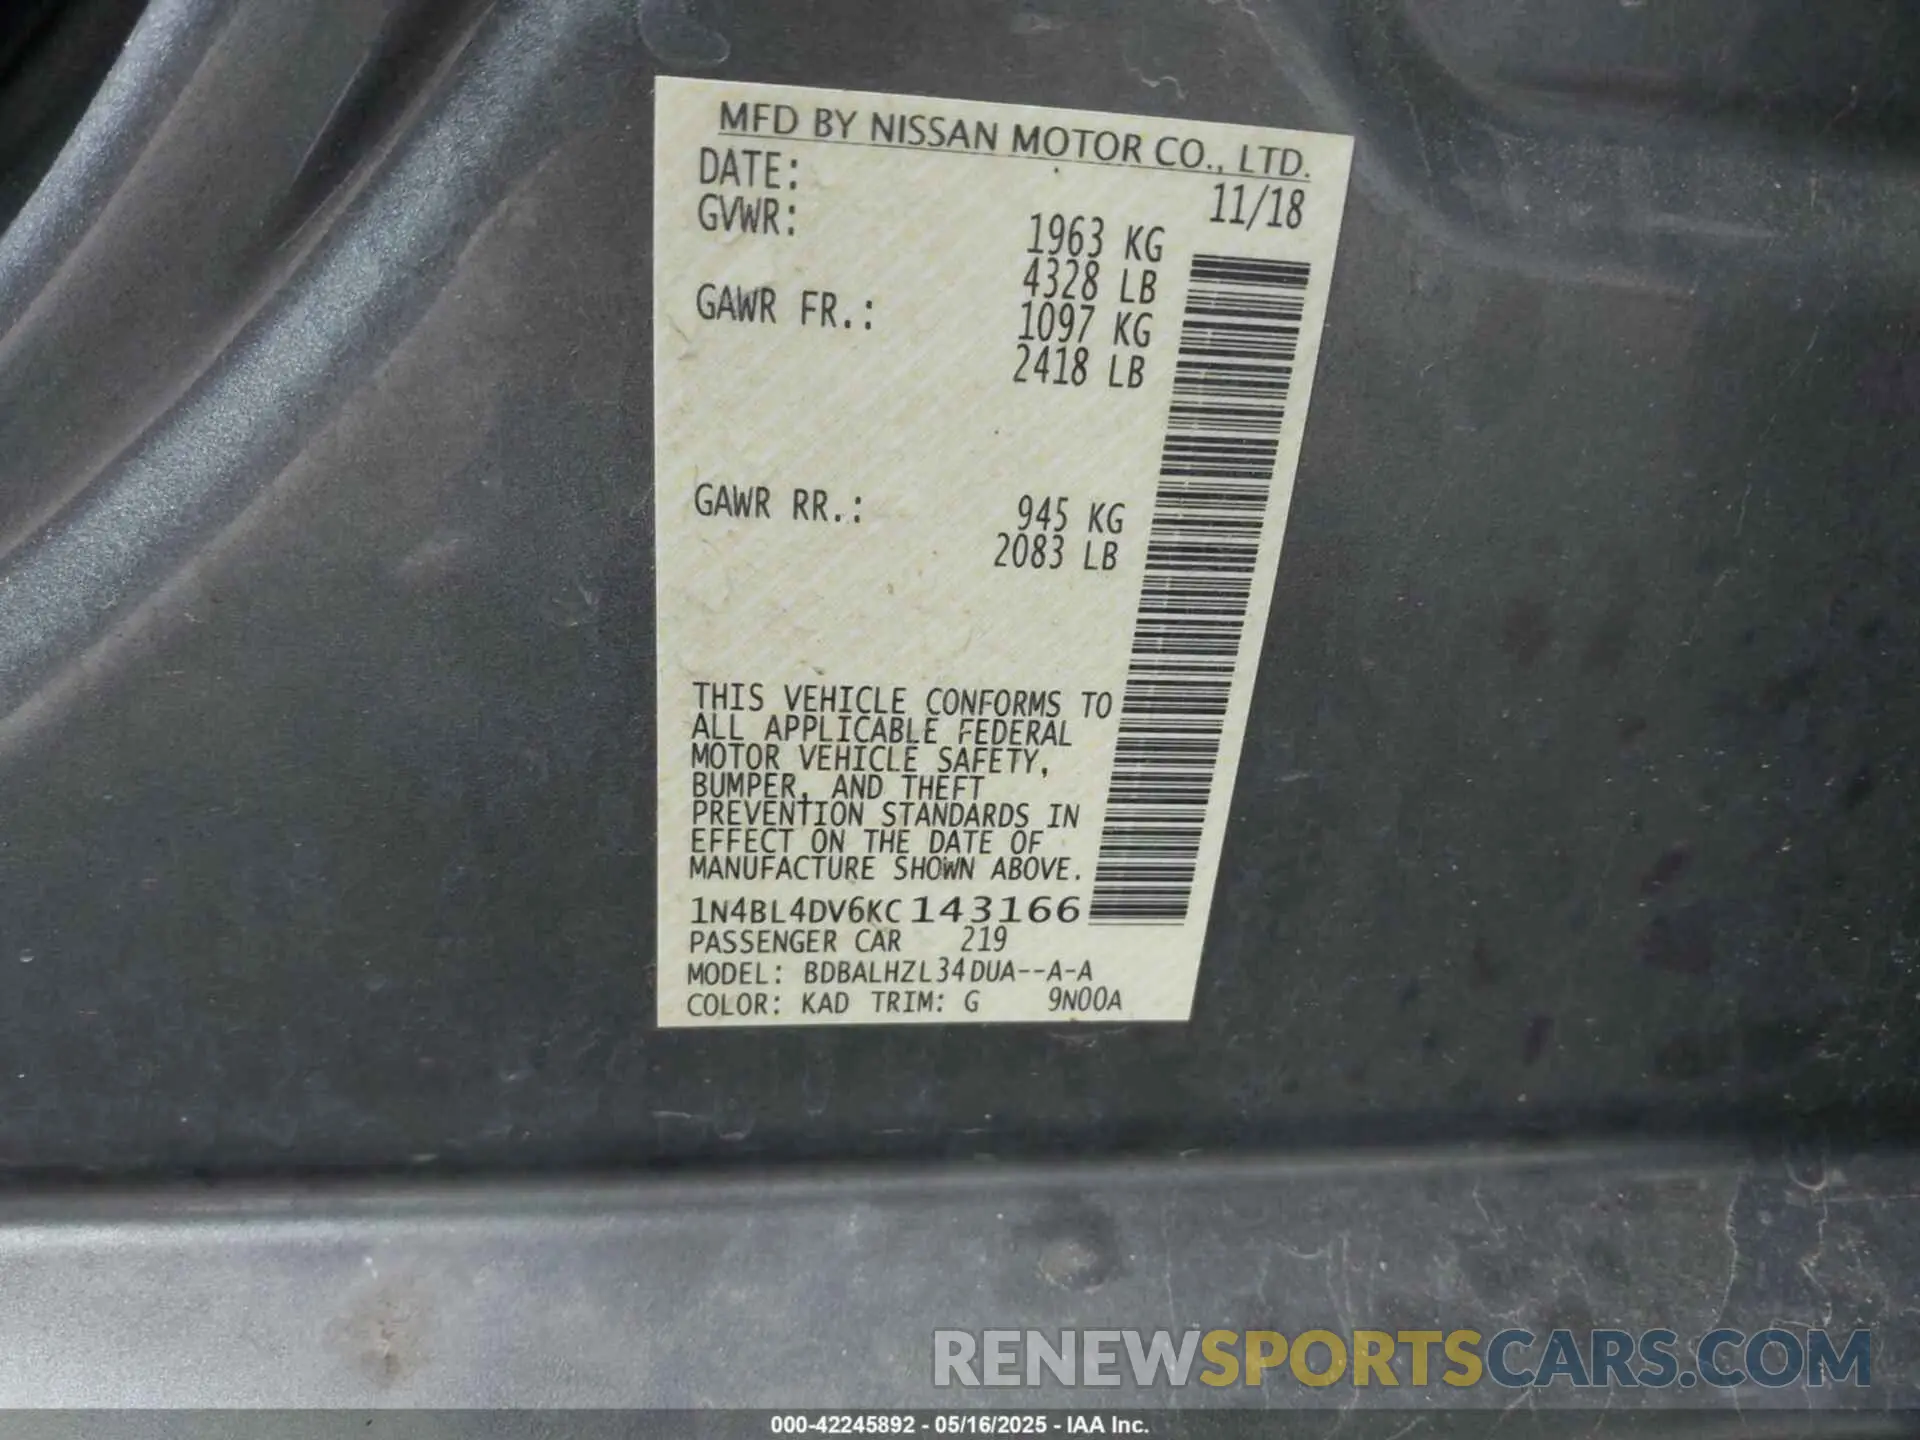 MFD BY NISSAN MOTOR CO., LTD.
DATE: 11/18
GVWR: 1963 KG
4328 LB
GAWR FR.: 1097 KG
2418 LB
GAWR RR.: 945 KG
2083 LB
THIS VEHICLE CONFORMS TO
ALL APPLICABLE FEDERAL
MOTOR VEHICLE SAFETY,
BUMPER, AND THEFT
PREVENTION STANDARDS IN
EFFECT ON THE DATE OF
MANUFACTURE SHOWN ABOVE.
1N4BL4DV6KC143166
PASSENGER CAR 219
MODEL: BDBALHZL34DUA--A-A
COLOR: KAD TRIM: G 9N00A
RENEWSPORTSCARS.COM
000-42245892 - 05/16/2025 - IAA Inc.